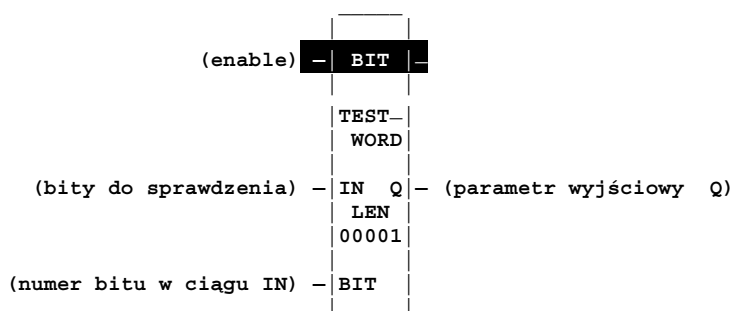 (enable) BIT
TEST
WORD
(bity do sprawdzenia) IN Q (parametr wyjściowy Q)
LEN
00001
(numer bitu w ciągu IN) BIT